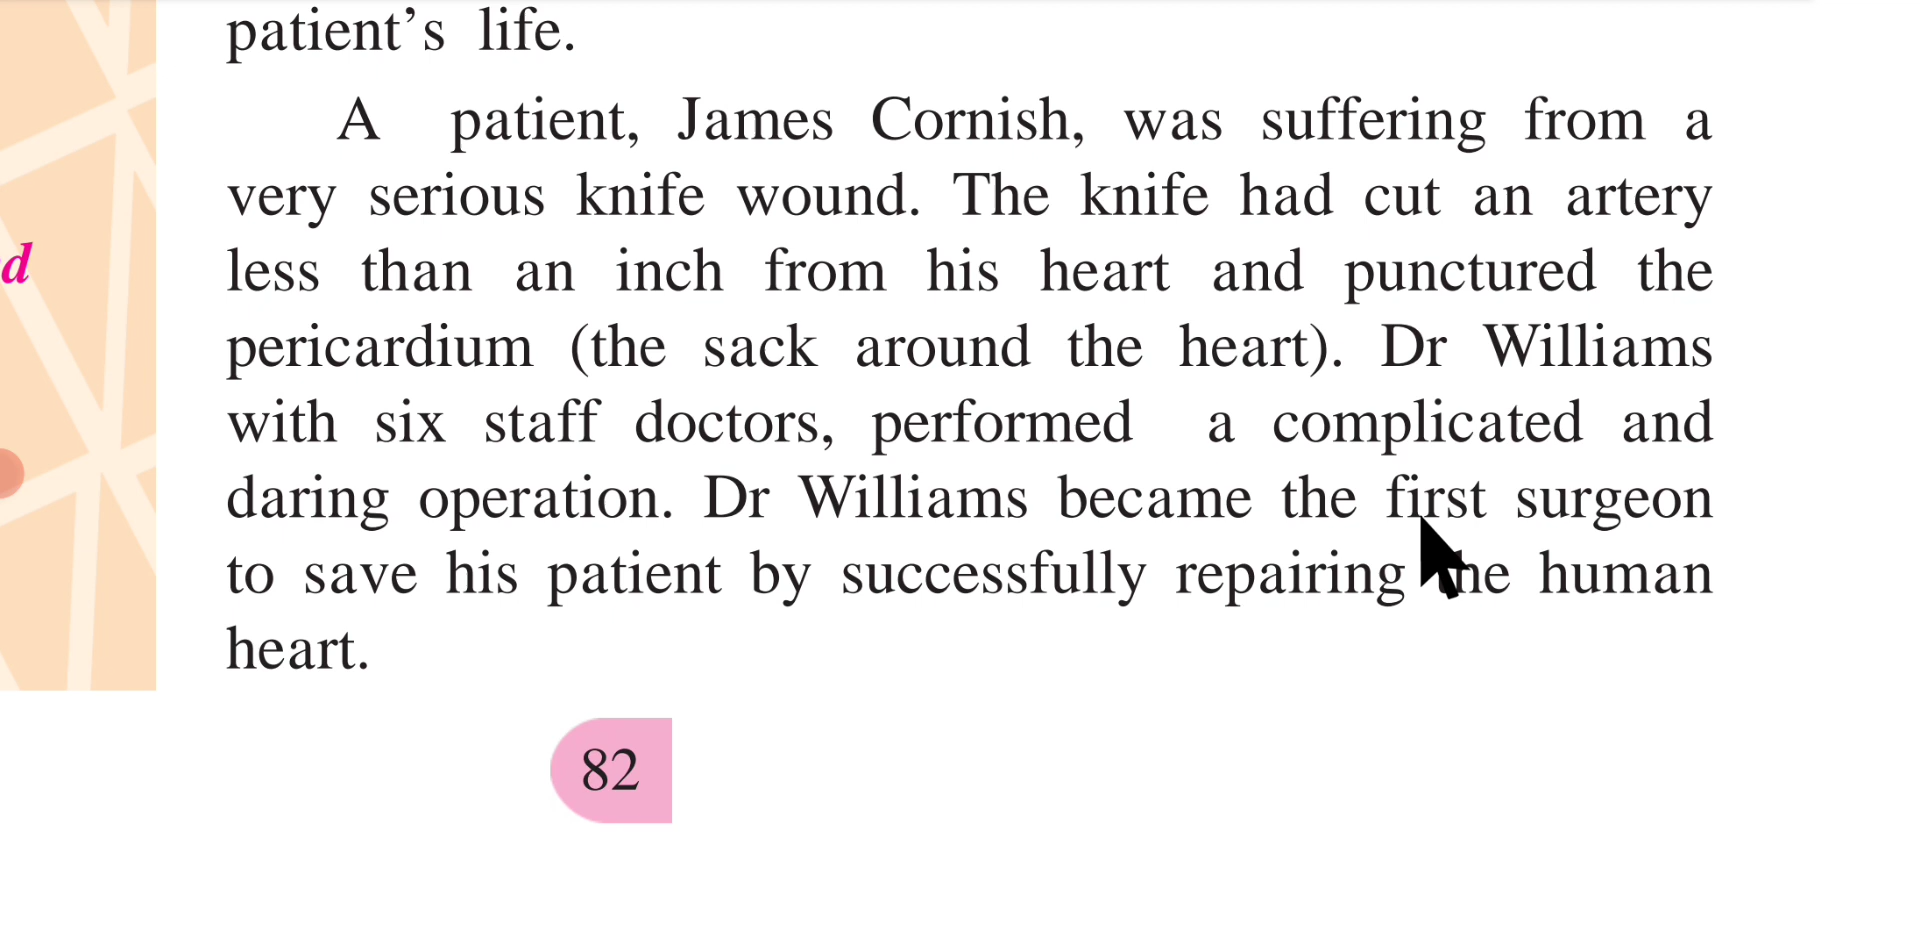 patient’s life.
A patient, James Cornish, was suffering from a
very serious knife wound. The knife had cut an artery
d
less than an inch from his heart and punctured the
pericardium (the sack around the heart). Dr Williams
with six staff doctors, performed a complicated and
daring operation. Dr Williams became the first surgeon
to save his patient by successfully repairing the human
heart.
82